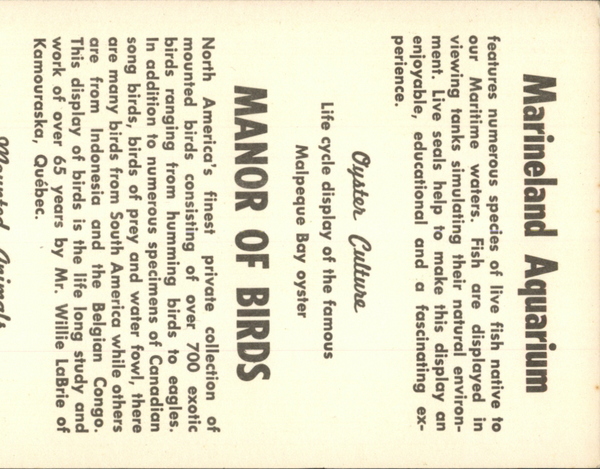 Marineland Aquarium
features numerous species of live fish native to
our Maritime waters. Fish are displayed in
viewing tanks simulating their natural environ-
ment. Live seals help to make this display an
enjoyable, educational and a fascinating ex-
perience.
Oyster Culture
Life cycle display of the famous
Malpeque Bay oyster
MANOR OF BIRDS
North America's finest private collection of
mounted birds consisting of over 700 exotic
birds ranging from humming birds to eagles.
In addition to numerous specimens of Canadian
song birds, birds of prey and water fowl, there
are many birds from South America while others
are from Indonesia and the Belgian Congo.
This display of birds is the life long study and
work of over 65 years by Mr. Willie LaBrie of
Kamouraska, Québec.
Mounted Animals